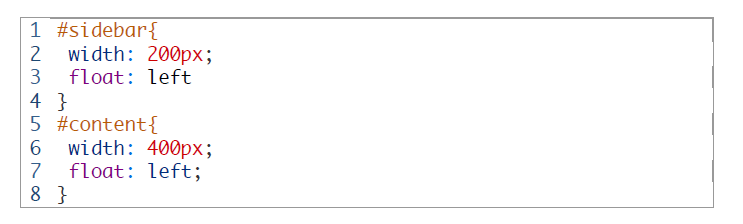 1 #sidebar{
2  width: 200px;
3  float: left
4 }
5 #content{
6  width: 400px;
7  float: left;
8 }